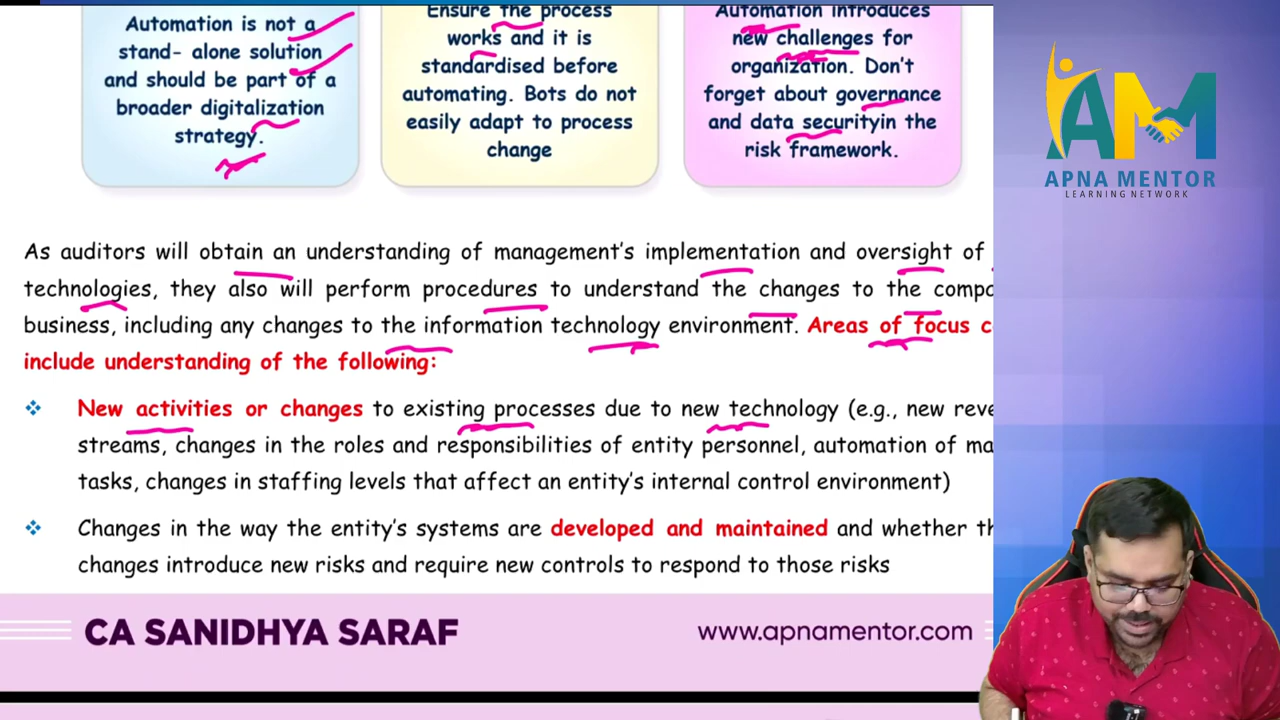 Automation is not a
stand- alone solution
and should be part of a
broader digitalization
strategy.
Ensure the process
works and it is
standardised before
automating. Bots do not
easily adapt to process
change
Automation introduces
new challenges for
organization. Don't
forget about governance
and data securityin the
risk framework.
As auditors will obtain an understanding of management's implementation and oversight of
technologies, they also will perform procedures to understand the changes to the
business, including any changes to the information technology environment. Areas of focus
include understanding of the following:
New activities or changes to existing processes due to new technology (e.g., new
streams, changes in the roles and responsibilities of entity personnel, automation of
tasks, changes in staffing levels that affect an entity's internal control environment)
Changes in the way the entity's systems are developed and maintained and whether
changes introduce new risks and require new controls to respond to those risks
CA SANIDHYA SARAF
www.apnamentor.com
AM
APNA MENTOR
LEARNING NETWORK